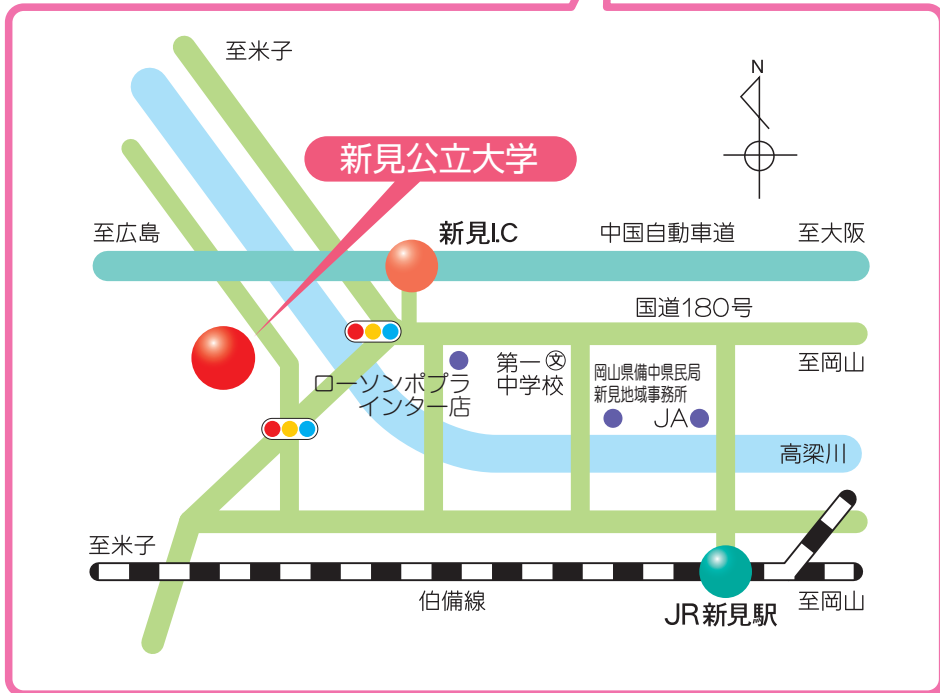 至米子
N
新見公立大学
至広島
新見I.C
中国自動車道
至大阪
国道180号
至岡山
ローソンポプラ
インター店
第一
中学校
文
岡山県備中県民局
新見地域事務所
JA
高梁川
至米子
伯備線
至岡山
JR新見駅